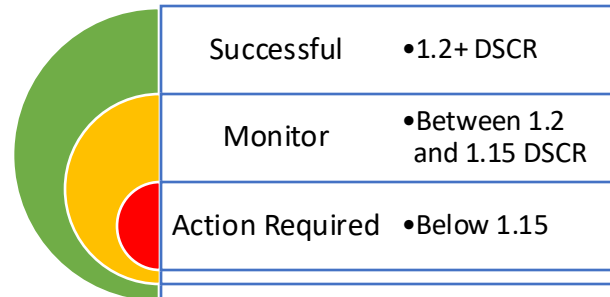 Successful •1.2+ DSCR
Monitor •Between 1.2
and 1.15 DSCR
Action Required •Below 1.15